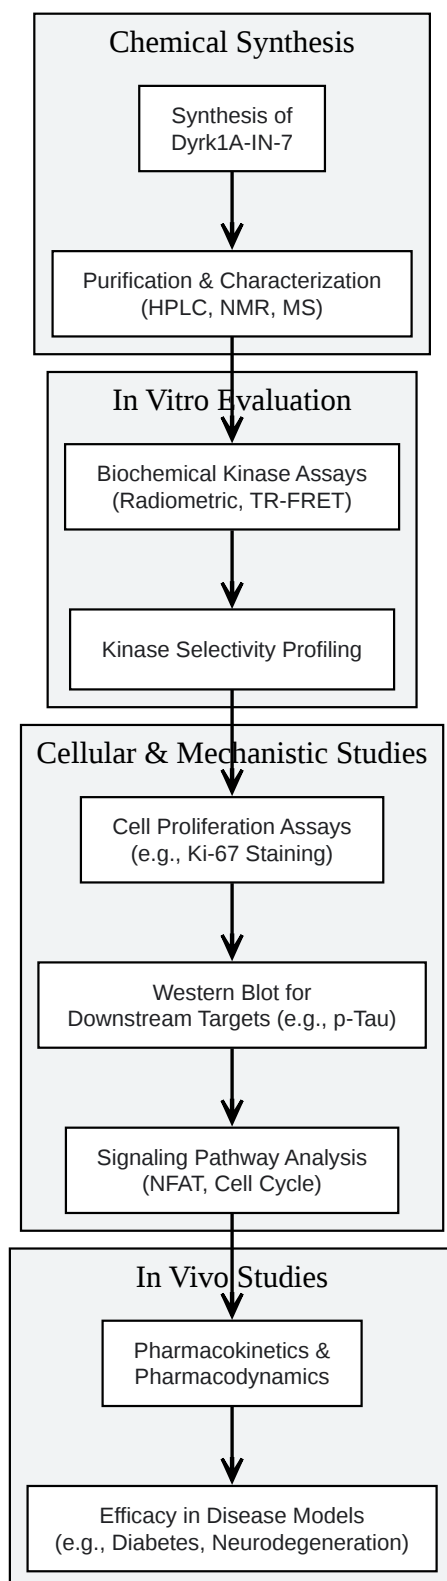 Chemical Synthesis
Synthesis of
Dyrk1A-IN-7
Purification & Characterization
(HPLC, NMR, MS)
In Vitro Evaluation
Biochemical Kinase Assays
(Radiometric, TR-FRET)
Kinase Selectivity Profiling
Cellular & Mechanistic Studies
Cell Proliferation Assays
(e.g., Ki-67 Staining)
Western Blot for
Downstream Targets (e.g., p-Tau)
Signaling Pathway Analysis
(NFAT, Cell Cycle)
In Vivo Studies
Pharmacokinetics &
Pharmacodynamics
Efficacy in Disease Models
(e.g., Diabetes, Neurodegeneration)